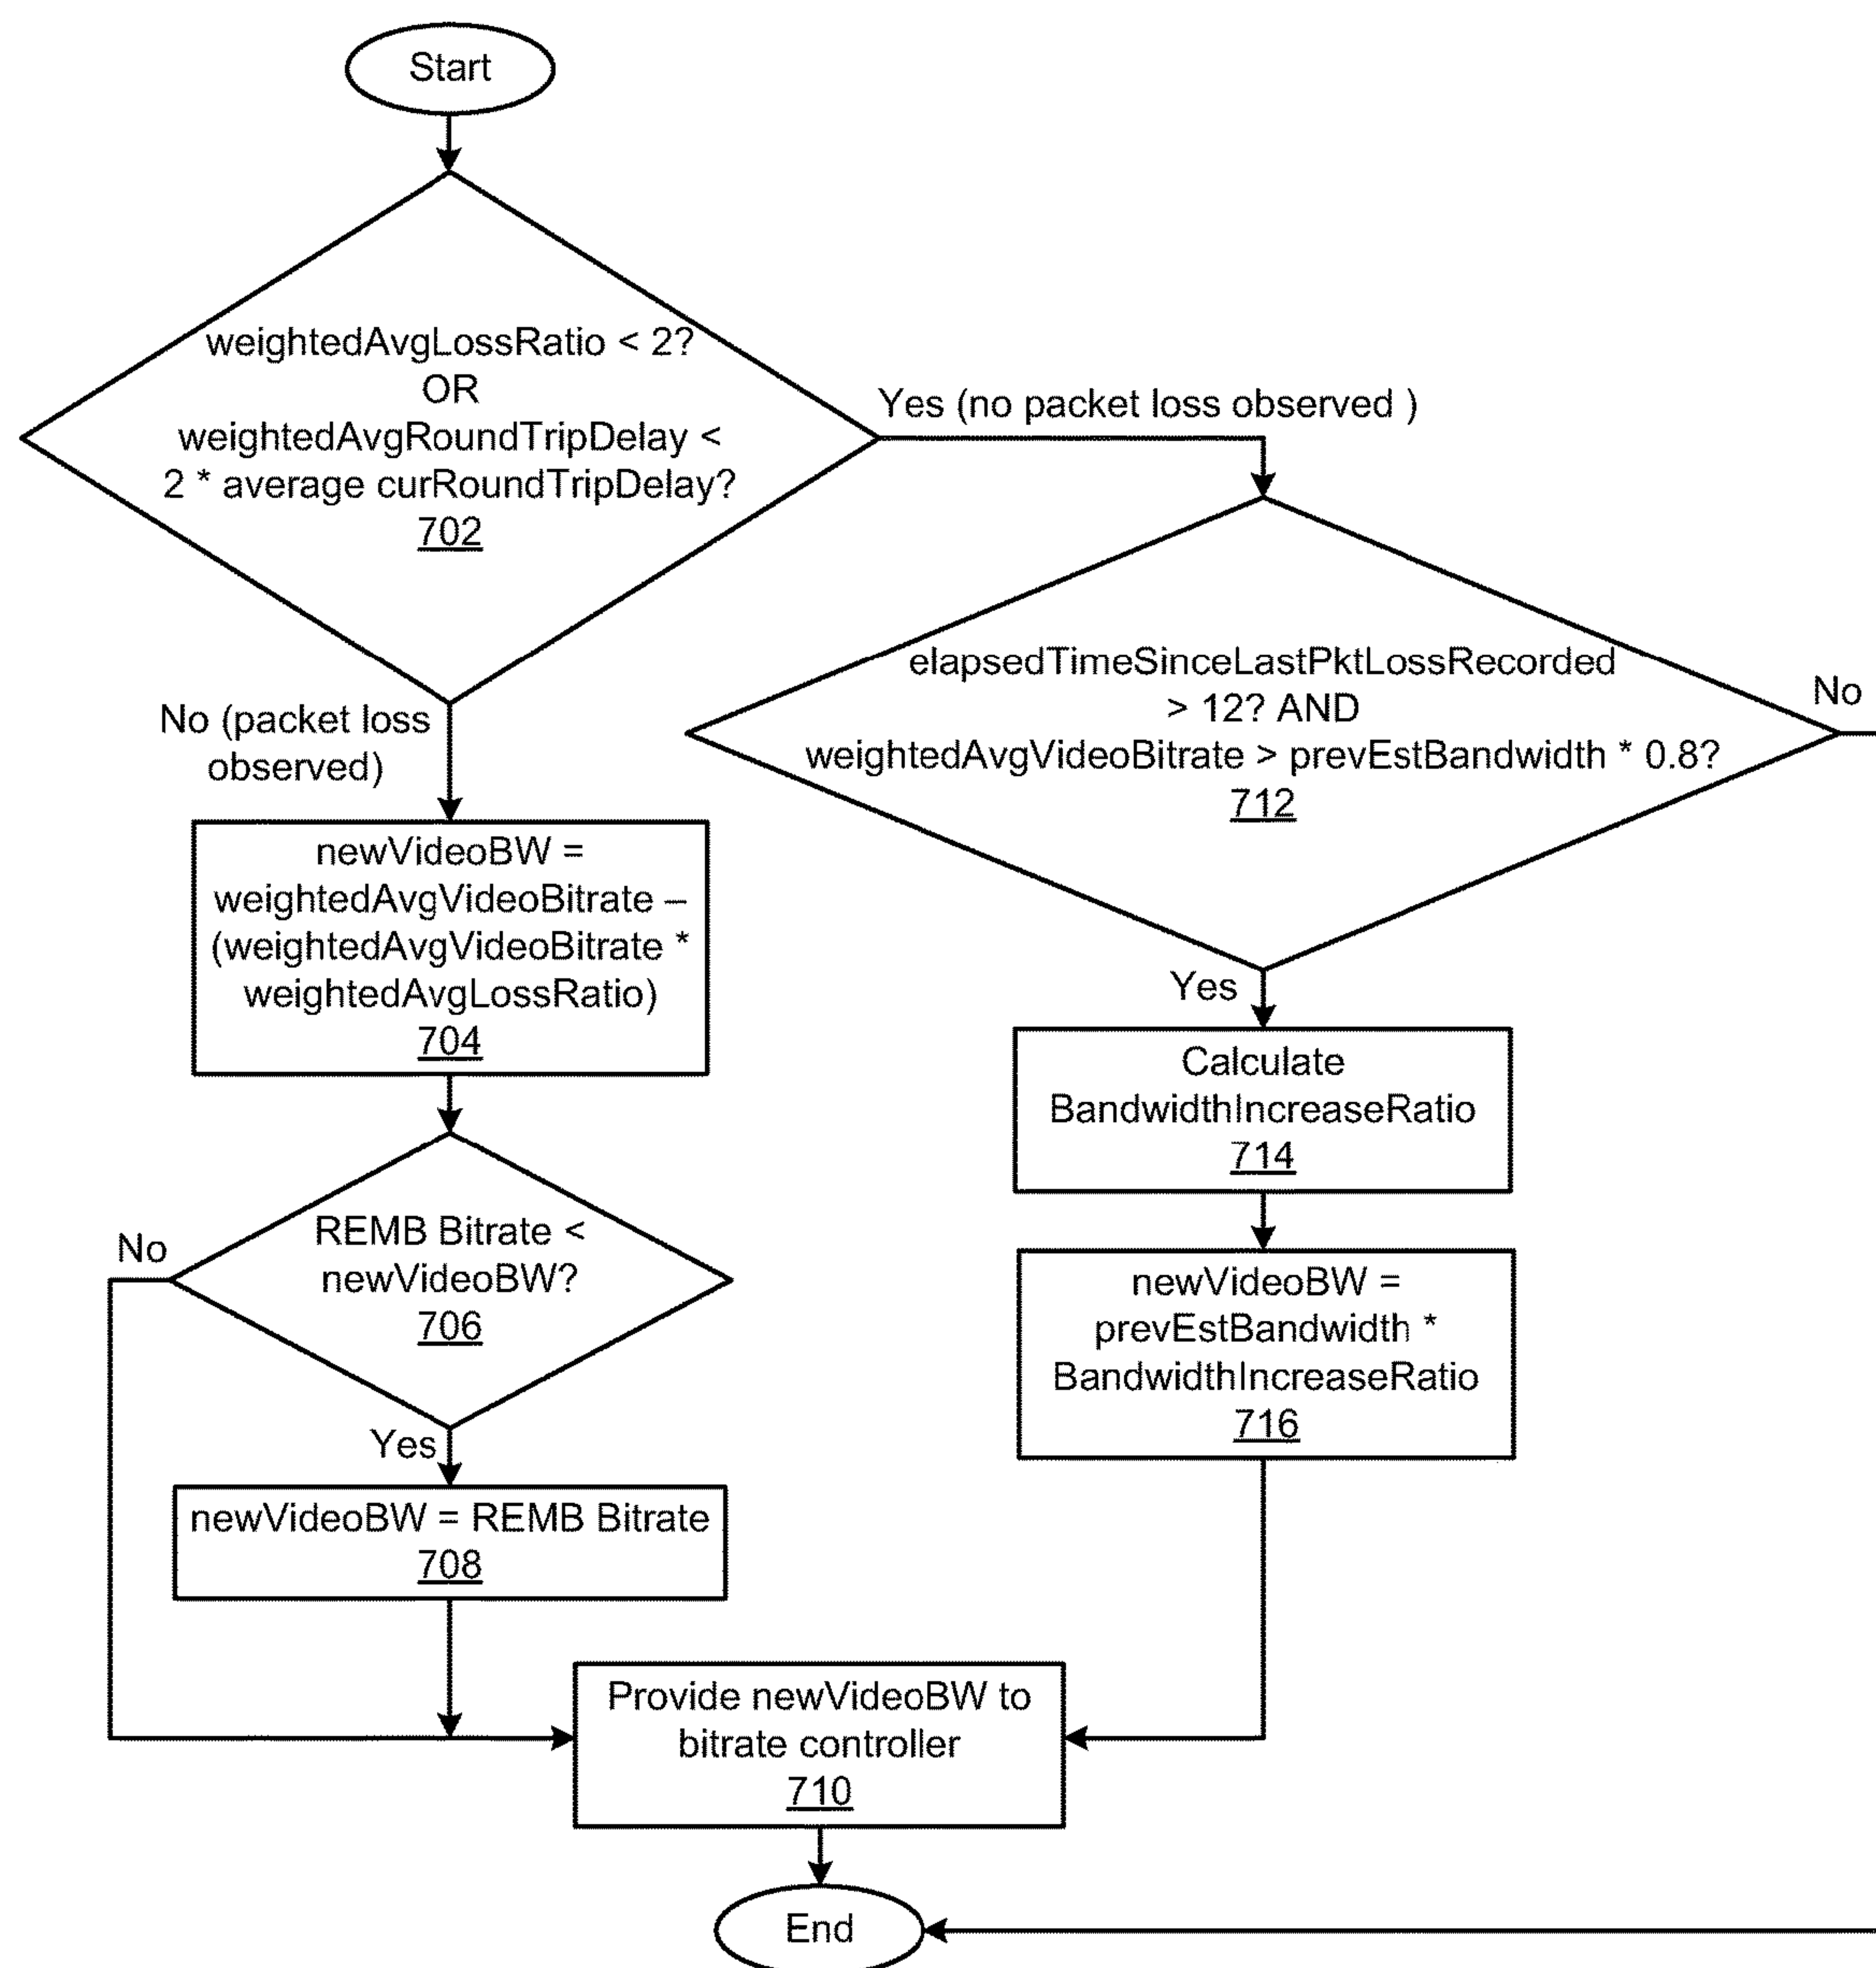 Start
weightedAvgLossRatio < 2?
OR
weightedAvgRoundTripDelay <
2 * average curRoundTripDelay?
702
Yes (no packet loss observed )
No (packet loss
observed)
elapsedTimeSinceLastPktLossRecorded
> 12? AND
weightedAvgVideoBitrate > prevEstBandwidth * 0.8?
712
No
newVideoBW =
weightedAvgVideoBitrate –
(weightedAvgVideoBitrate *
weightedAvgLossRatio)
704
Yes
Calculate
BandwidthIncreaseRatio
714
REMB Bitrate <
newVideoBW?
706
No
newVideoBW =
prevEstBandwidth *
BandwidthIncreaseRatio
716
Yes
newVideoBW = REMB Bitrate
708
Provide newVideoBW to
bitrate controller
710
End